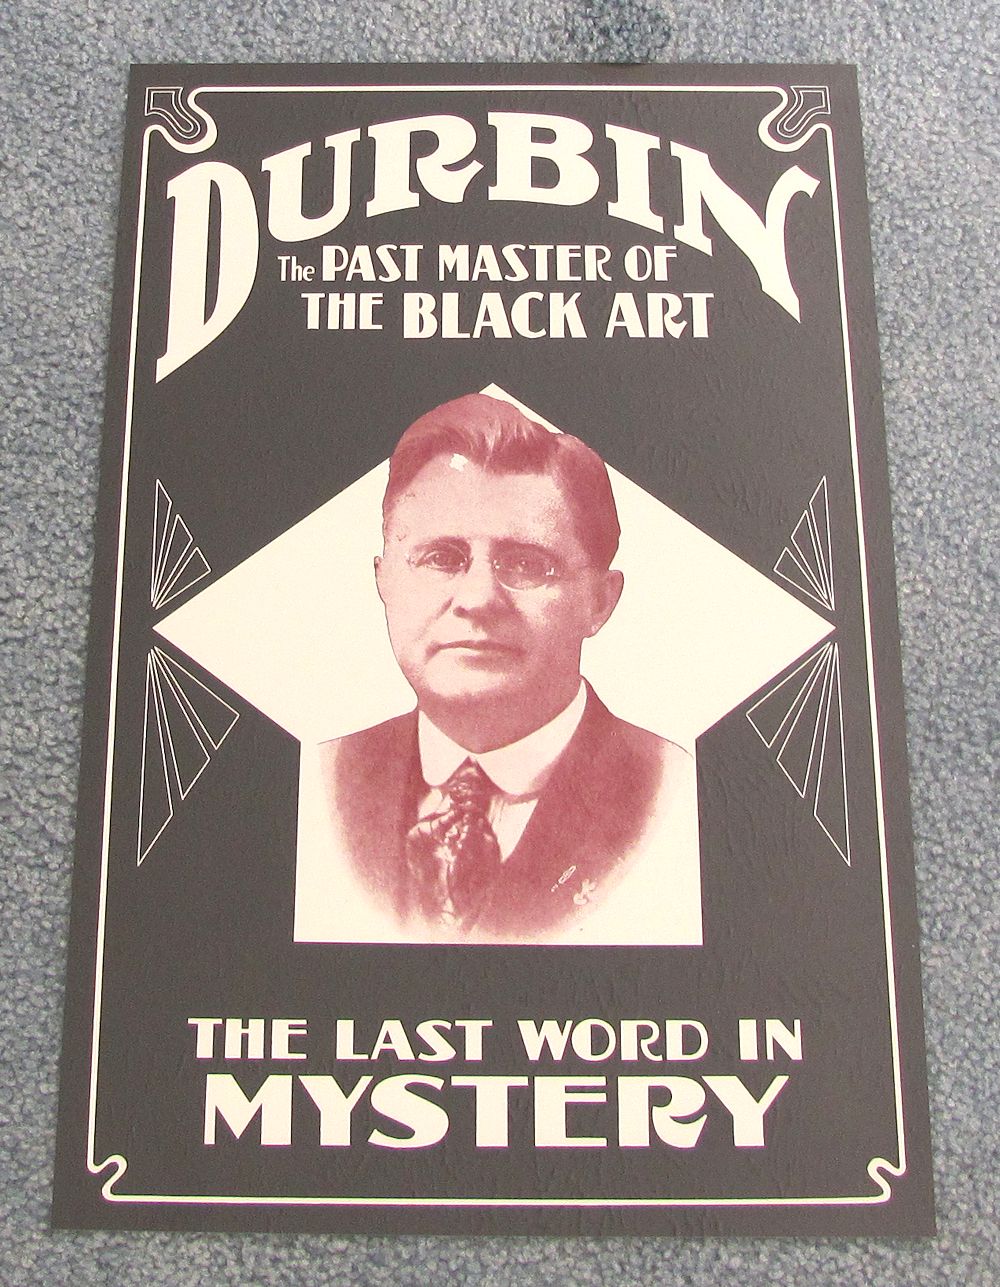 DURBIN
The PAST MASTER OF
THE BLACK ART
THE LAST WORD IN
MYSTERY